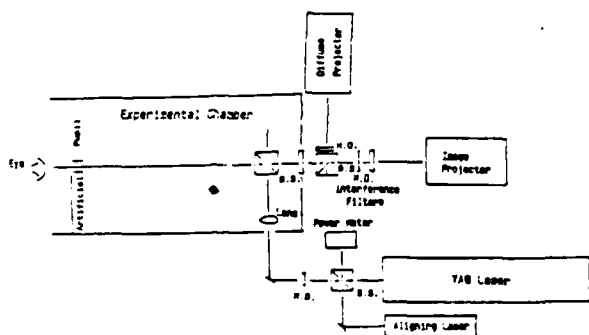 Diffuse
Projector
Experimental Chamber
Pupil
Artificial
Eye
N.D.
B.S.
B.S.
N.D.
Interference
Filters
Image
Projector
Lens
Power Meter
YAG Laser
N.D.
B.S.
Aligning Laser